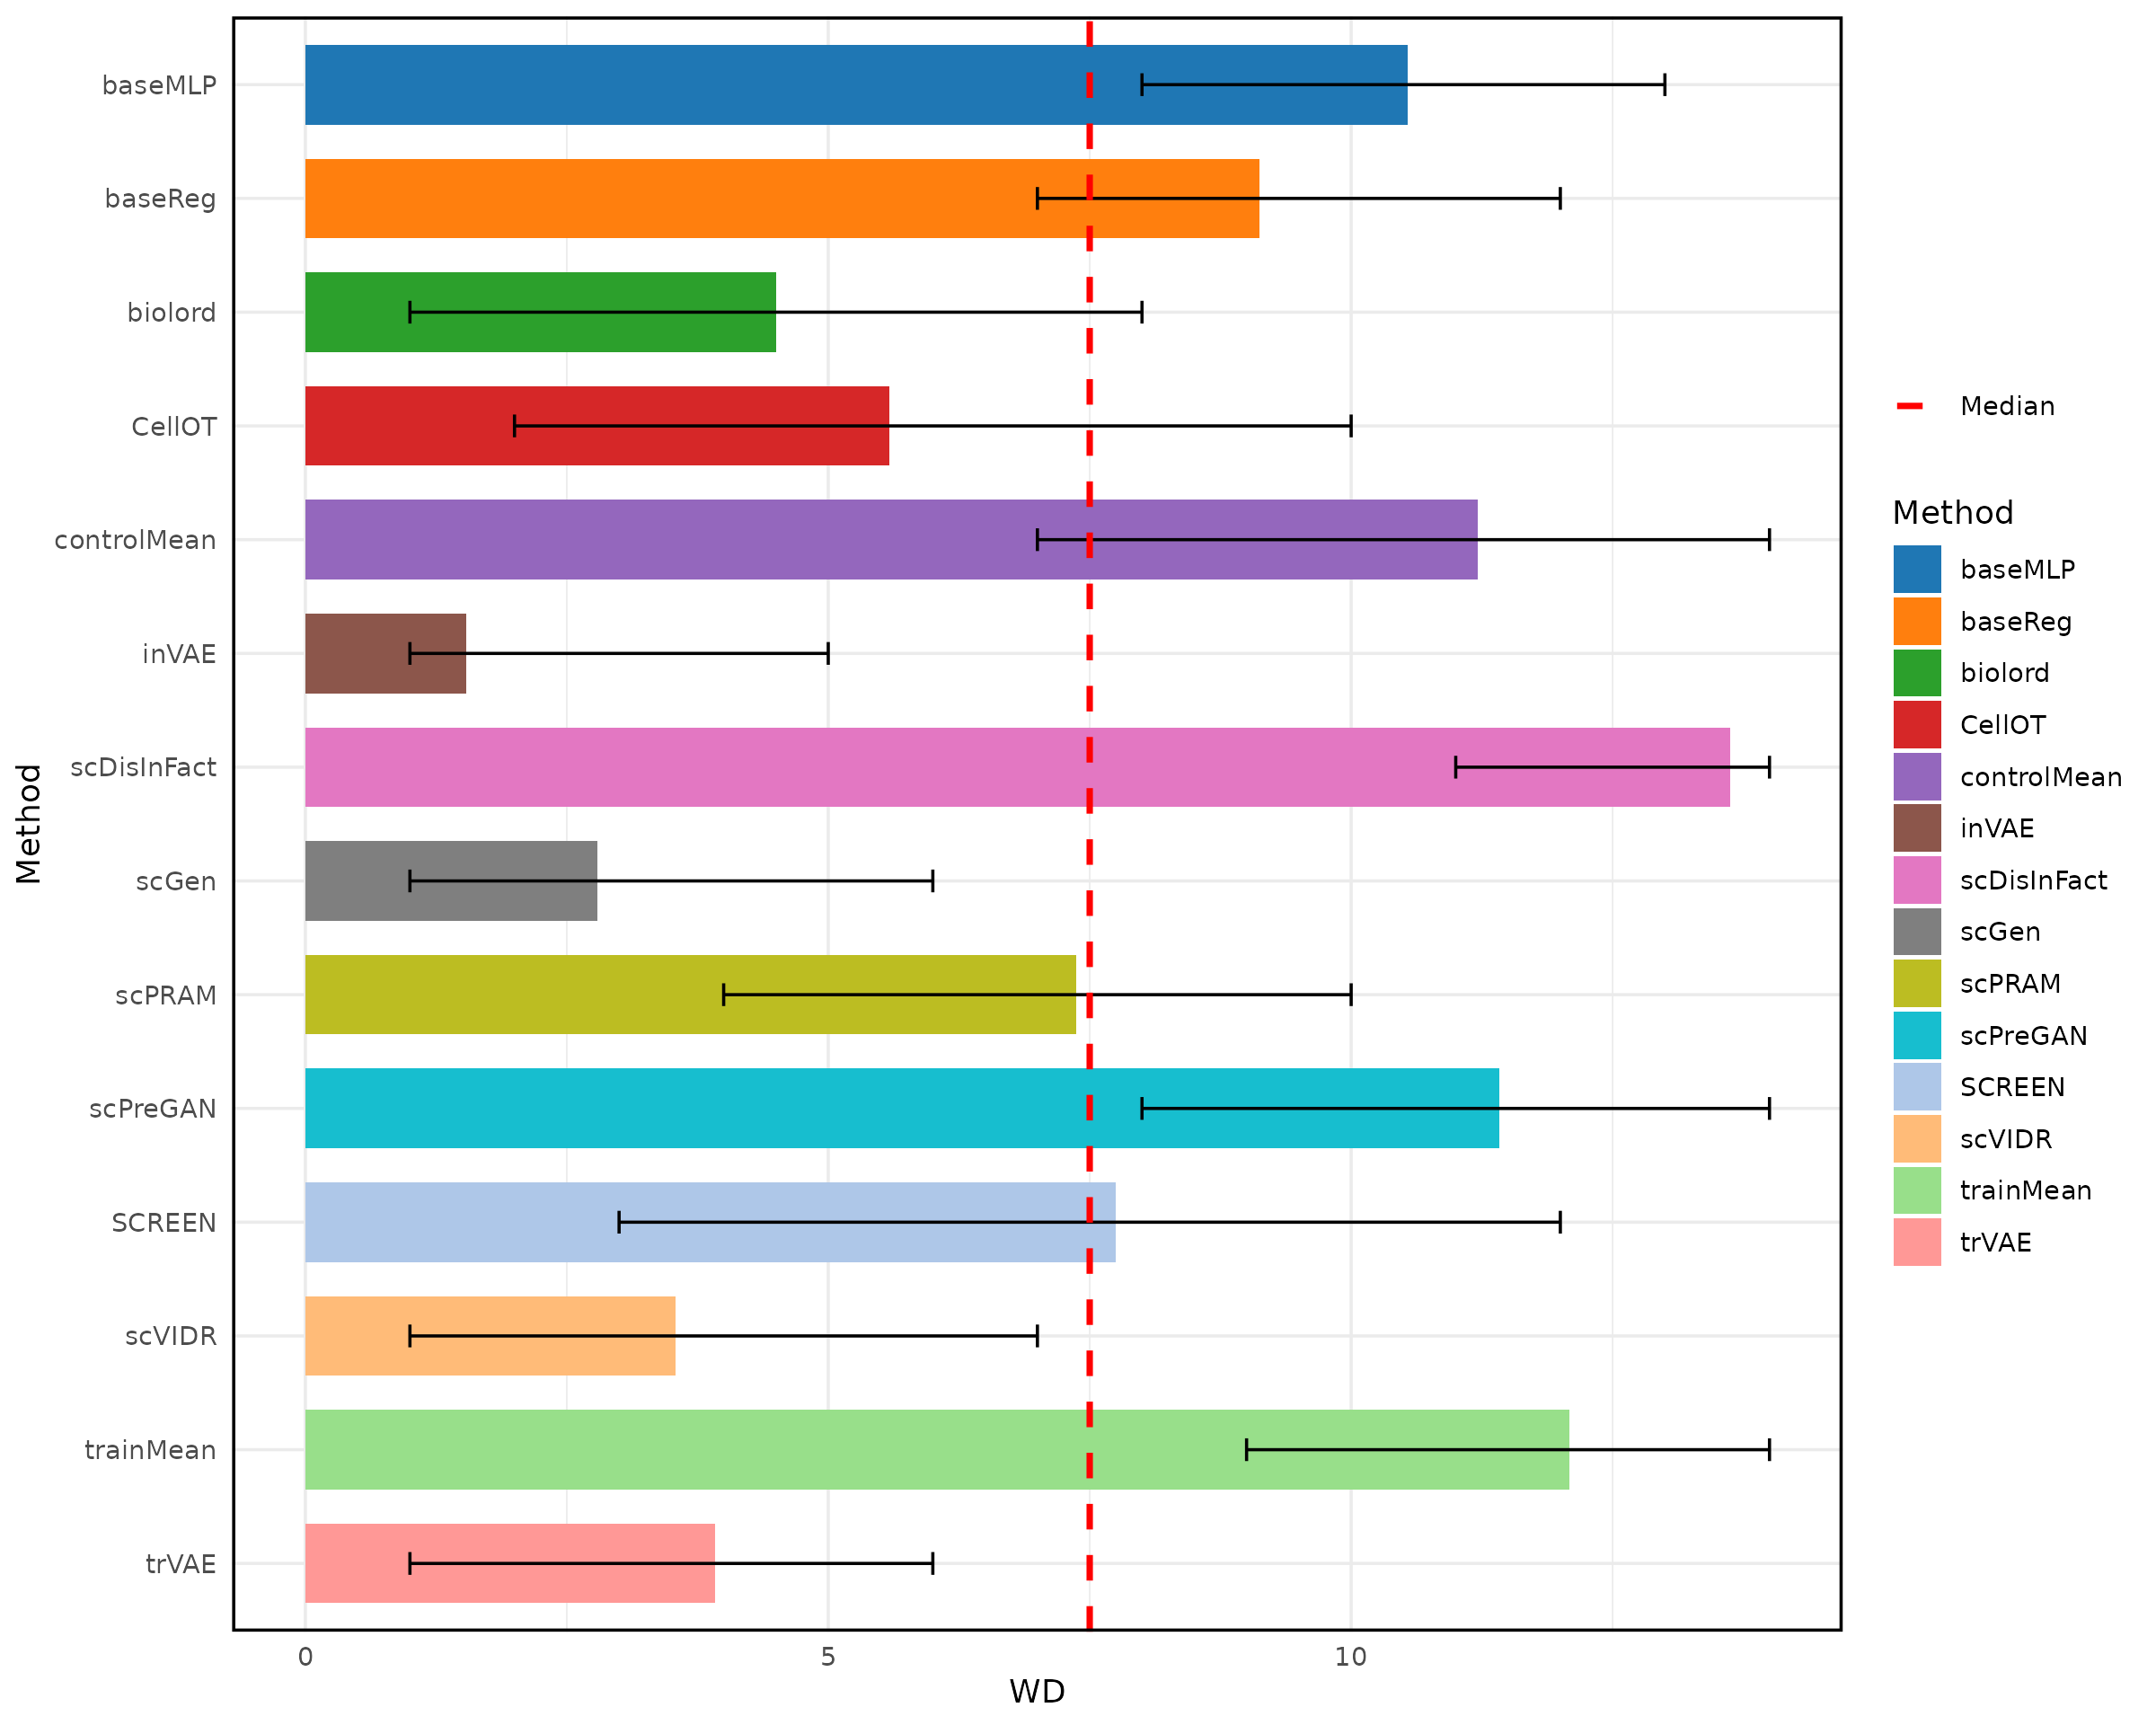 baseMLP
baseReg
biolord
CellOT
controlMean
inVAE
scDisInFact
scGen
scPRAM
scPreGAN
SCREEN
scVIDR
trainMean
trVAE
Method
0 5 10
WD
Median
Method
baseMLP
baseReg
biolord
CellOT
controlMean
inVAE
scDisInFact
scGen
scPRAM
scPreGAN
SCREEN
scVIDR
trainMean
trVAE